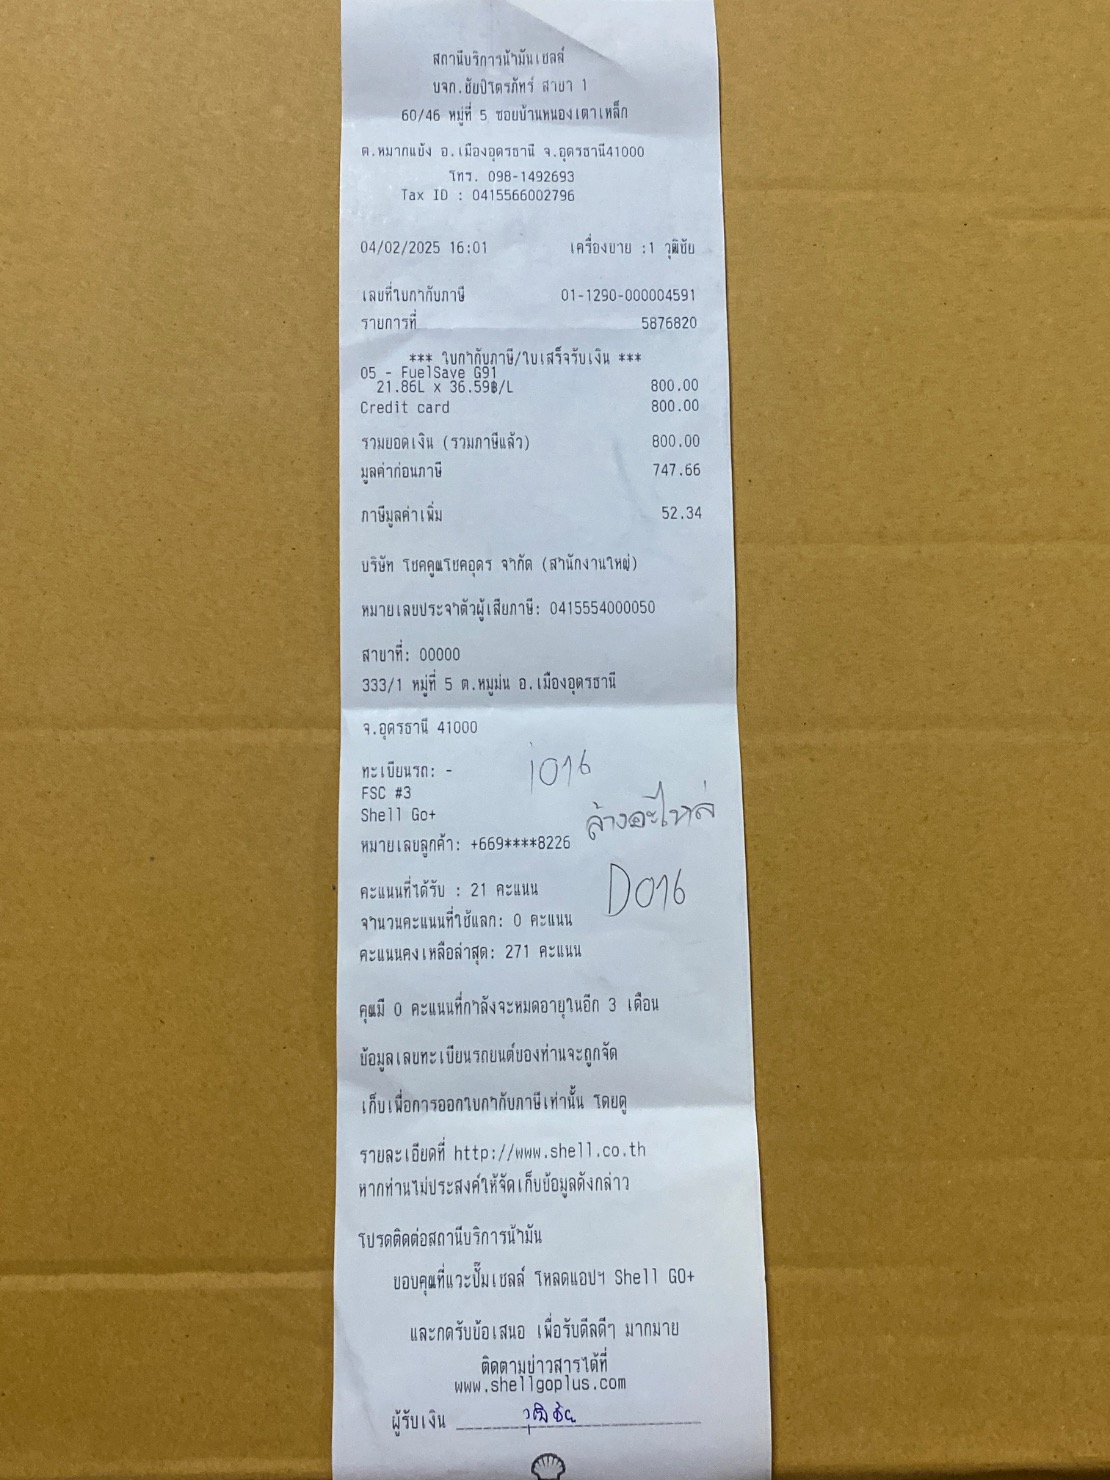 สถานีบริการน้ำมันเชลล์
บจก.ชัยปิโตรภัทร์ สาขา 1
60/46 หมู่ที่ 5 ซอยบ้านหนองเตาเหล็ก
ต.หมากแข้ง อ.เมืองอุดรธานี จ.อุดรธานี41000
โทร. 098-1492693
Tax ID : 0415566002796
04/02/2025 16:01 เครื่องขาย :1 วุฒิชัย
เลขที่ใบกำกับภาษี 01-1290-000004591
รายการที่ 5876820
*** ใบกำกับภาษี/ใบเสร็จรับเงิน ***
05 - FuelSave G91
21.86L x 36.59฿/L 800.00
Credit card 800.00
รวมยอดเงิน (รวมภาษีแล้ว) 800.00
มูลค่าก่อนภาษี 747.66
ภาษีมูลค่าเพิ่ม 52.34
บริษัท โชคคูณโชคอุดร จำกัด (สำนักงานใหญ่)
หมายเลขประจำตัวผู้เสียภาษี: 0415554000050
สาขาที่: 00000
333/1 หมู่ที่ 5 ต.หมูม่น อ.เมืองอุดรธานี
จ.อุดรธานี 41000
ทะเบียนรถ: - 1016
FSC #3
Shell Go+ ล้างอะไหล่
หมายเลขลูกค้า: +669****8226
คะแนนที่ได้รับ : 21 คะแนน D016
จำนวนคะแนนที่ใช้แลก: 0 คะแนน
คะแนนคงเหลือล่าสุด: 271 คะแนน
คุณมี 0 คะแนนที่กำลังจะหมดอายุในอีก 3 เดือน
ข้อมูลเลขทะเบียนรถยนต์ของท่านจะถูกจัด
เก็บเพื่อการออกใบกำกับภาษีเท่านั้น โดยดู
รายละเอียดที่ http://www.shell.co.th
หากท่านไม่ประสงค์ให้จัดเก็บข้อมูลดังกล่าว
โปรดติดต่อสถานีบริการน้ำมัน
ขอบคุณที่แวะปั๊มเชลล์ โหลดแอปฯ Shell GO+
และกดรับข้อเสนอ เพื่อรับดีลดีๆ มากมาย
ติดตามข่าวสารได้ที่
www.shellgoplus.com
ผู้รับเงิน วุฒิชัย